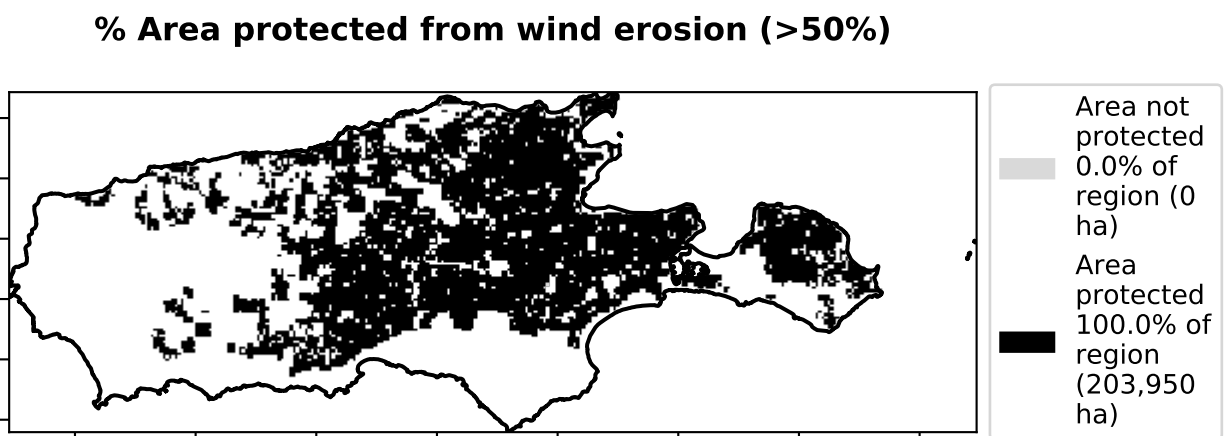 % Area protected from wind erosion (>50%)
Area not
protected
0.0% of
region (0
ha)
Area
protected
100.0% of
region
(203,950
ha)